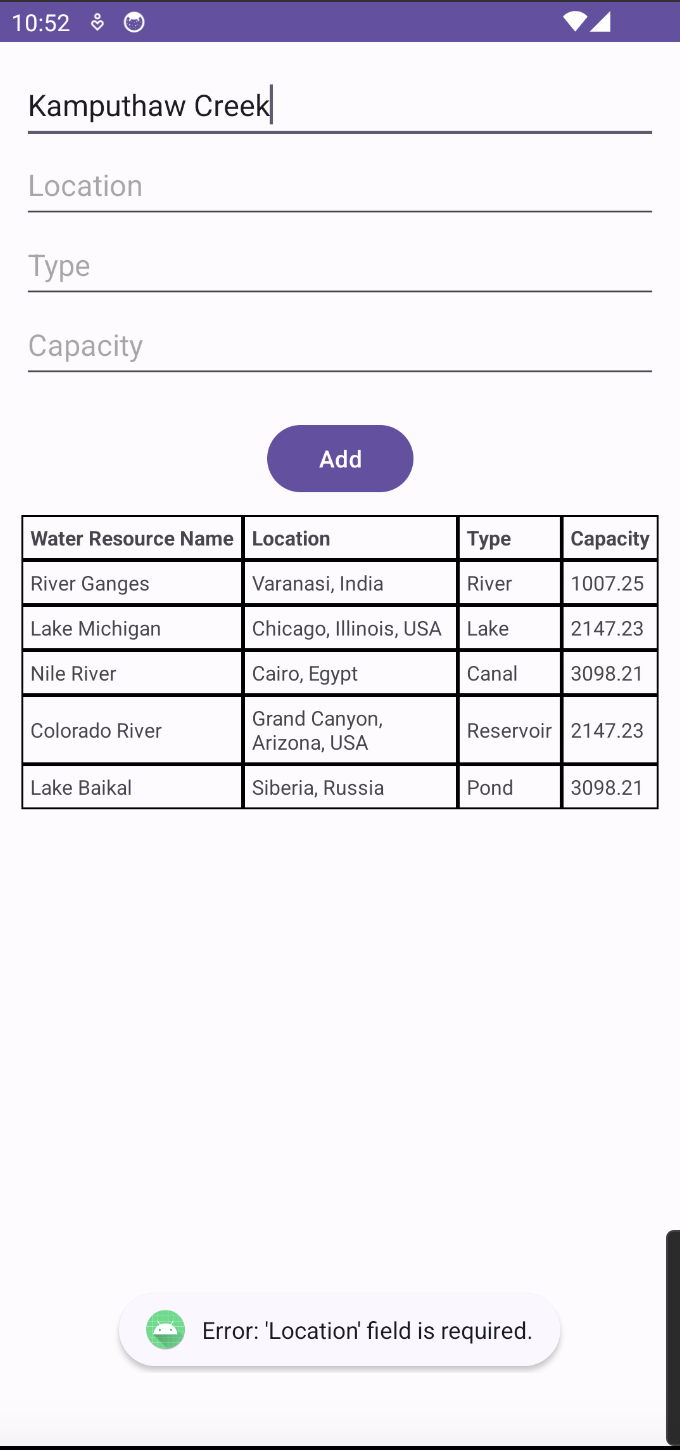 10:52
Kamputhaw Creek
Location
Type
Capacity
Add
Water Resource Name Location Type Capacity
River Ganges Varanasi, India River 1007.25
Lake Michigan Chicago, Illinois, USA Lake 2147.23
Nile River Cairo, Egypt Canal 3098.21
Colorado River Grand Canyon, Arizona, USA Reservoir 2147.23
Lake Baikal Siberia, Russia Pond 3098.21
Error: 'Location' field is required.